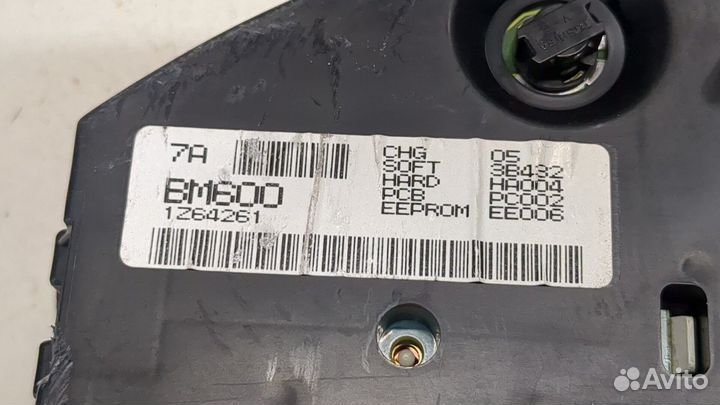 7A
BM600
1Z64261
CHG 05
SOFT 3B432
HARD HA004
PCB PC002
EEPROM EE006
Avito